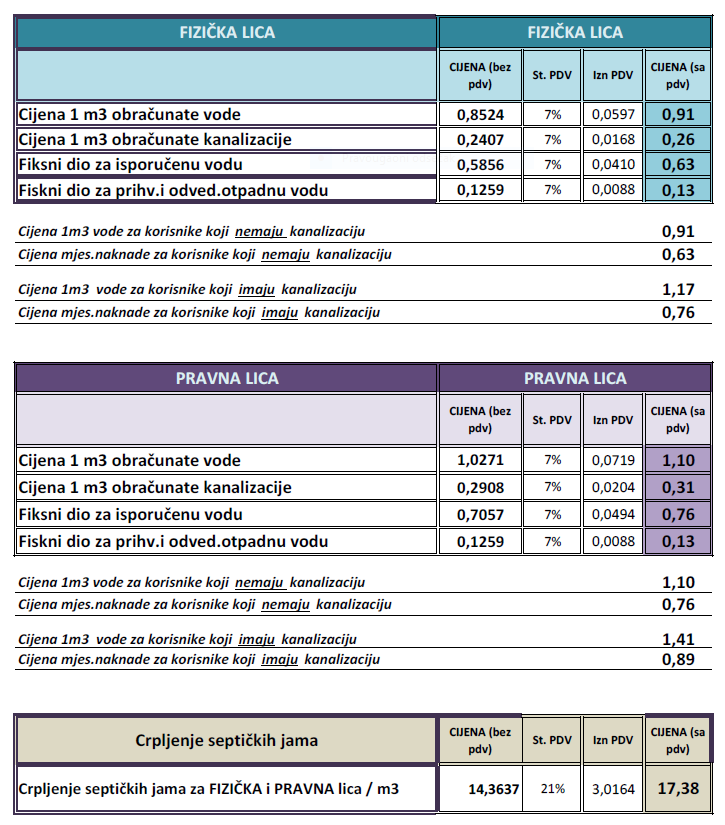 FIZIČKA LICA FIZIČKA LICA
CIJENA (bez pdv) St. PDV Izn PDV CIJENA (sa pdv)
Cijena 1 m3 obračunate vode 0,8524 7% 0,0597 0,91
Cijena 1 m3 obračunate kanalizacije 0,2407 7% 0,0168 0,26
Fiksni dio za isporučenu vodu 0,5856 7% 0,0410 0,63
Fiskni dio za prihv.i odved.otpadnu vodu 0,1259 7% 0,0088 0,13
Cijena 1m3 vode za korisnike koji nemaju kanalizaciju 0,91
Cijena mjes.naknade za korisnike koji nemaju kanalizaciju 0,63
Cijena 1m3 vode za korisnike koji imaju kanalizaciju 1,17
Cijena mjes.naknade za korisnike koji imaju kanalizaciju 0,76
PRAVNA LICA PRAVNA LICA
CIJENA (bez pdv) St. PDV Izn PDV CIJENA (sa pdv)
Cijena 1 m3 obračunate vode 1,0271 7% 0,0719 1,10
Cijena 1 m3 obračunate kanalizacije 0,2908 7% 0,0204 0,31
Fiksni dio za isporučenu vodu 0,7057 7% 0,0494 0,76
Fiskni dio za prihv.i odved.otpadnu vodu 0,1259 7% 0,0088 0,13
Cijena 1m3 vode za korisnike koji nemaju kanalizaciju 1,10
Cijena mjes.naknade za korisnike koji nemaju kanalizaciju 0,76
Cijena 1m3 vode za korisnike koji imaju kanalizaciju 1,41
Cijena mjes.naknade za korisnike koji imaju kanalizaciju 0,89
Crpljenje septičkih jama CIJENA (bez pdv) St. PDV Izn PDV CIJENA (sa pdv)
Crpljenje septičkih jama za FIZIČKA i PRAVNA lica / m3 14,3637 21% 3,0164 17,38